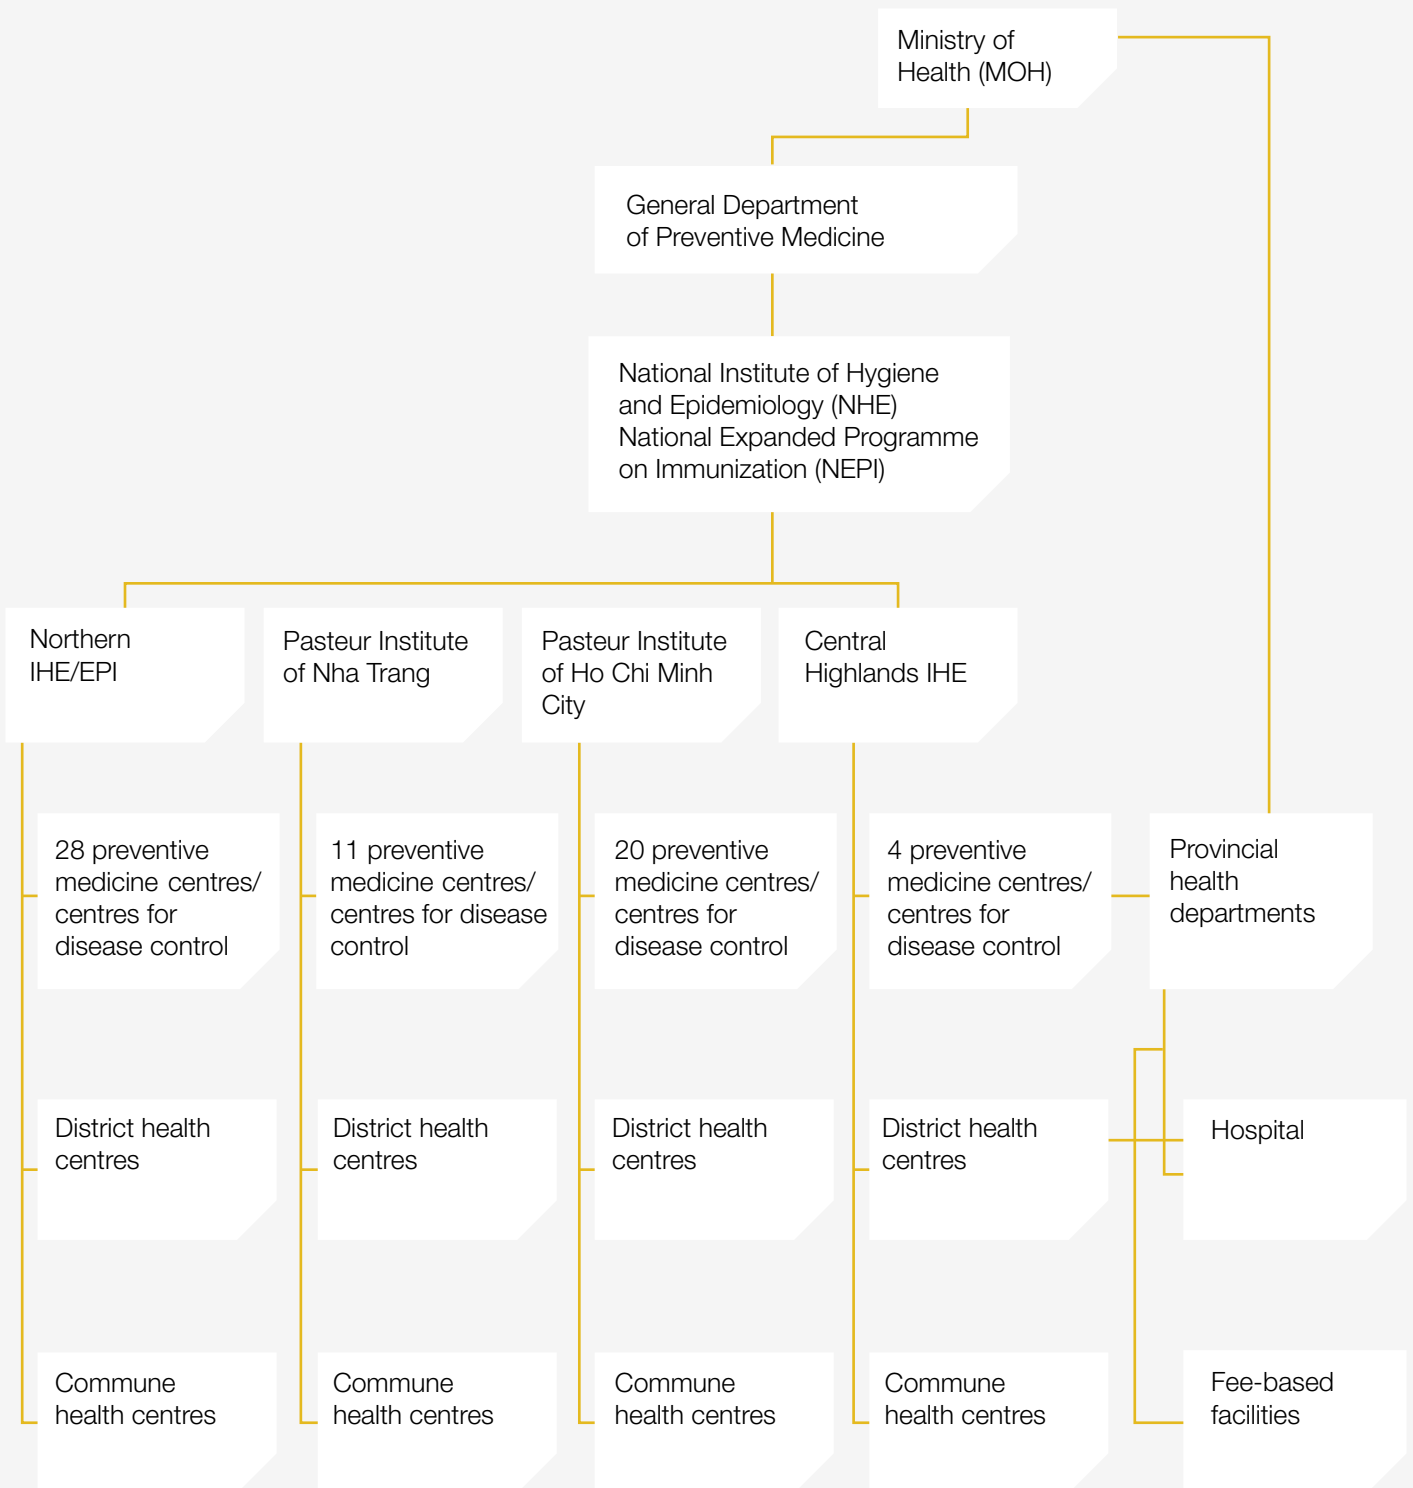 Ministry of
Health (MOH)
General Department
of Preventive Medicine
National Institute of Hygiene
and Epidemiology (NHE)
National Expanded Programme
on Immunization (NEPI)
Northern
IHE/EPI
Pasteur Institute
of Nha Trang
Pasteur Institute
of Ho Chi Minh
City
Central
Highlands IHE
28 preventive
medicine centres/
centres for
disease control
11 preventive
medicine centres/
centres for disease
control
20 preventive
medicine centres/
centres for
disease control
4 preventive
medicine centres/
centres for
disease control
Provincial
health
departments
District health
centres
District health
centres
District health
centres
District health
centres
Hospital
Commune
health centres
Commune
health centres
Commune
health centres
Commune
health centres
Fee-based
facilities